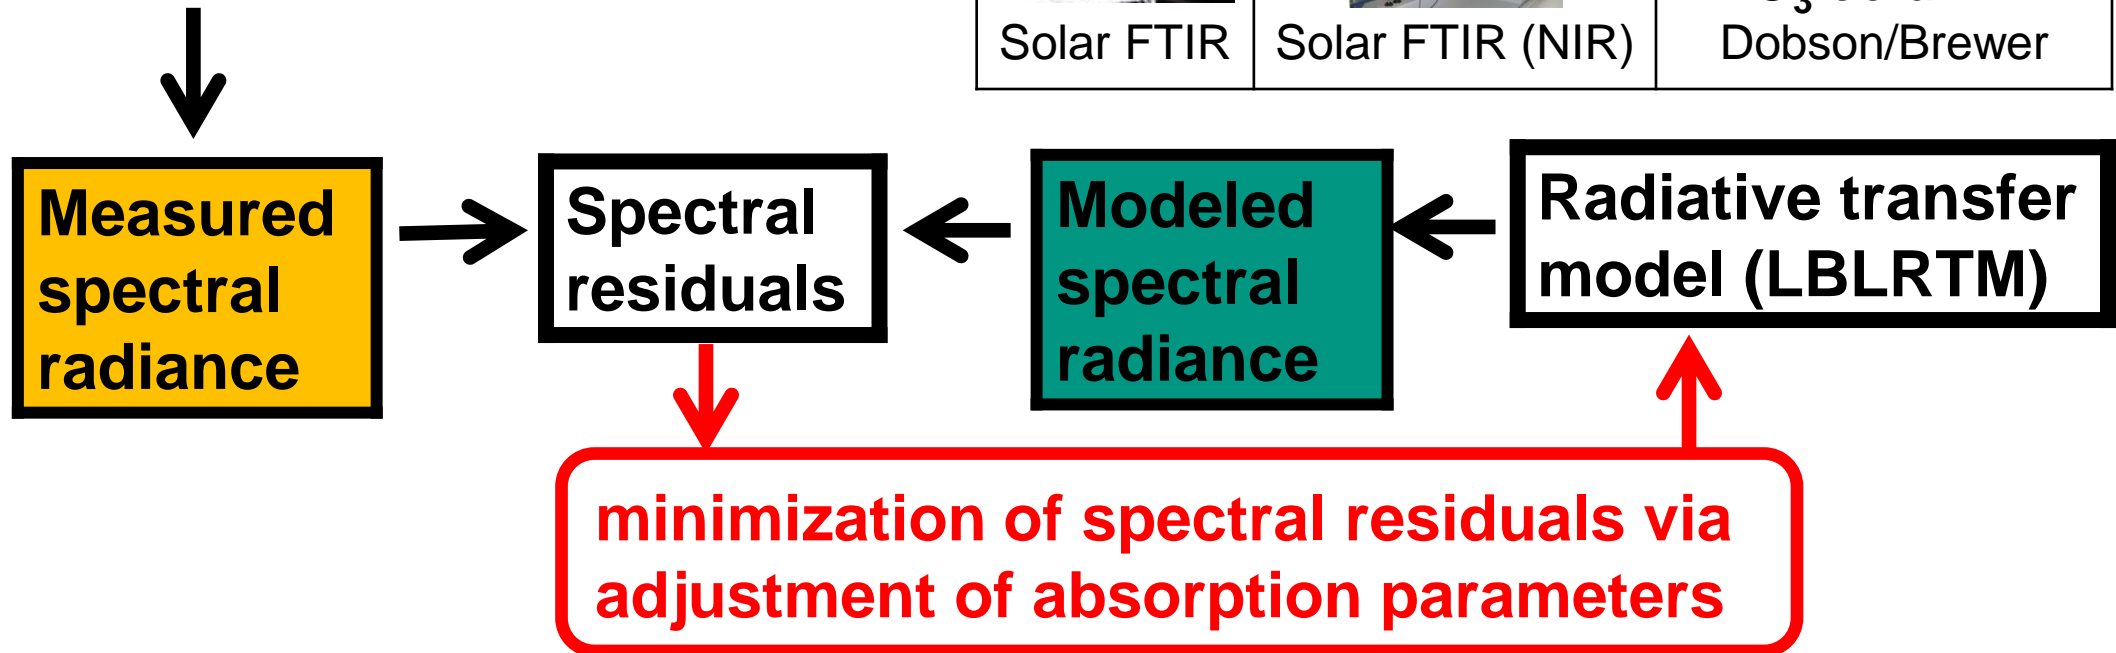 Solar FTIR
Solar FTIR (NIR)
Dobson/Brewer
Measured
spectral
radiance
Spectral
residuals
Modeled
spectral
radiance
Radiative transfer
model (LBLRTM)
minimization of spectral residuals via
adjustment of absorption parameters